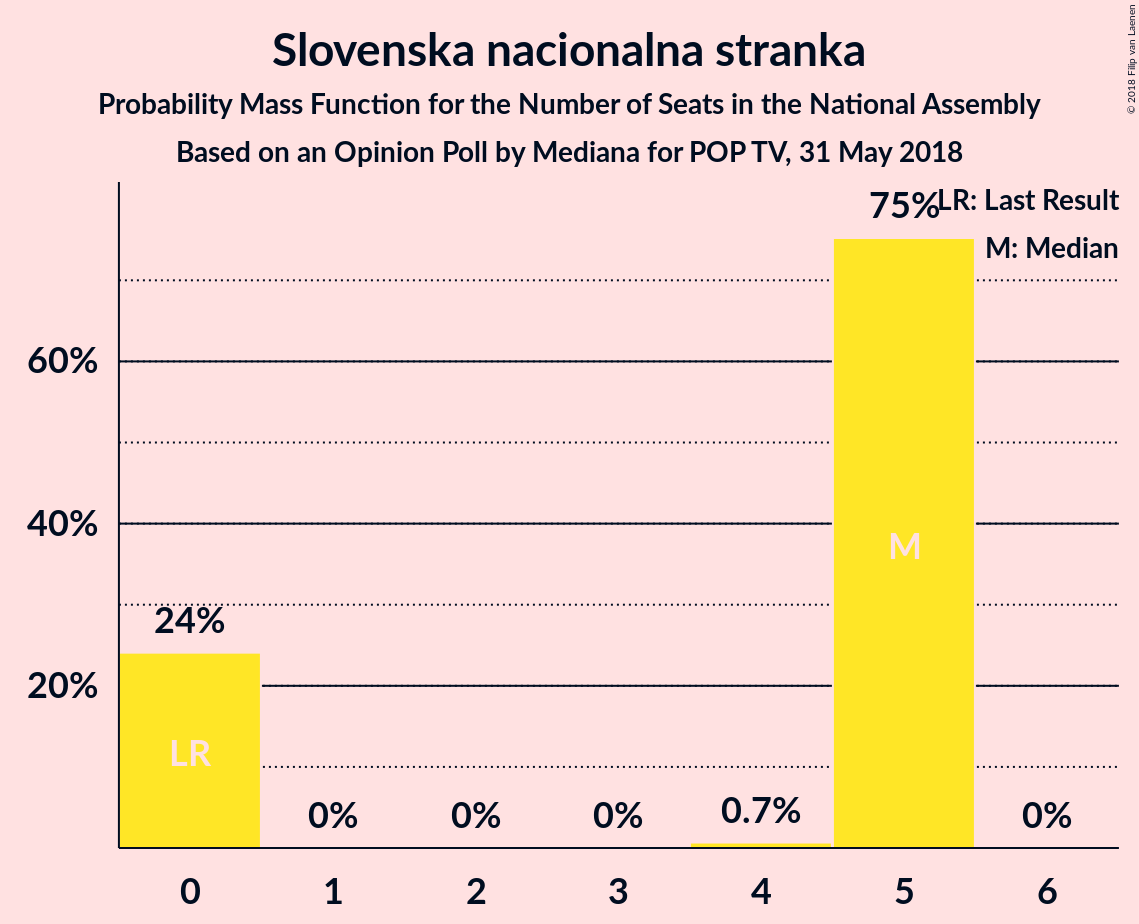 Slovenska nacionalna stranka
Probability Mass Function for the Number of Seats in the National Assembly
Based on an Opinion Poll by Mediana for POP TV, 31 May 2018
© 2018 Filip van Laenen
LR: Last Result
M: Median
75%
60%
40%
20%
24%
LR
0%
0%
0%
0.7%
M
0%
0
1
2
3
4
5
6